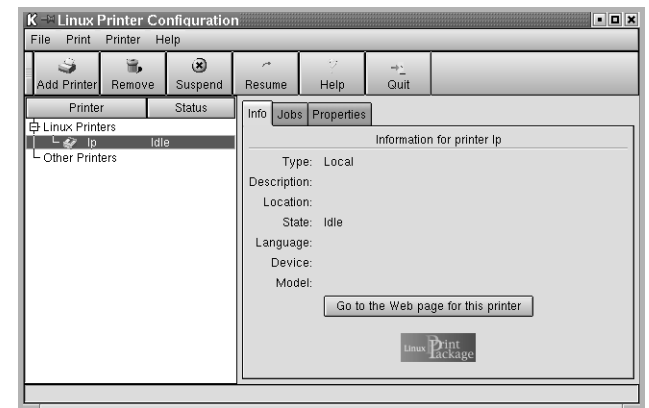 K Linux Printer Configuration
File Print Printer Help
Add Printer Remove Suspend Resume Help Quit
Printer Status
Info Jobs Properties
Linux Printers
lp Idle
Other Printers
Information for printer lp
Type: Local
Description:
Location:
State: Idle
Language:
Device:
Model:
Go to the Web page for this printer
Linux Print Package